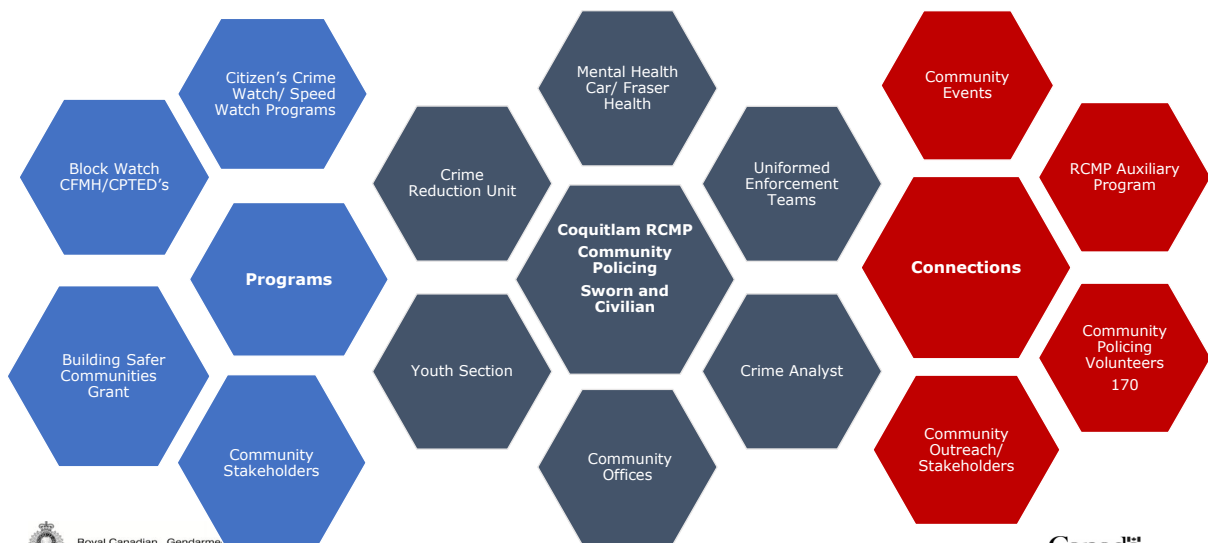 Citizen's Crime
Watch/ Speed
Watch Programs
Block Watch
CFMH/CPTED's
Programs
Building Safer
Communities
Grant
Community
Stakeholders
Mental Health
Car/ Fraser
Health
Crime
Reduction Unit
Uniformed
Enforcement
Teams
Coquitlam RCMP
Community
Policing
Sworn and
Civilian
Youth Section
Crime Analyst
Community
Offices
Community
Events
RCMP Auxiliary
Program
Connections
Community
Policing
Volunteers
170
Community
Outreach/
Stakeholders
Royal Canadian